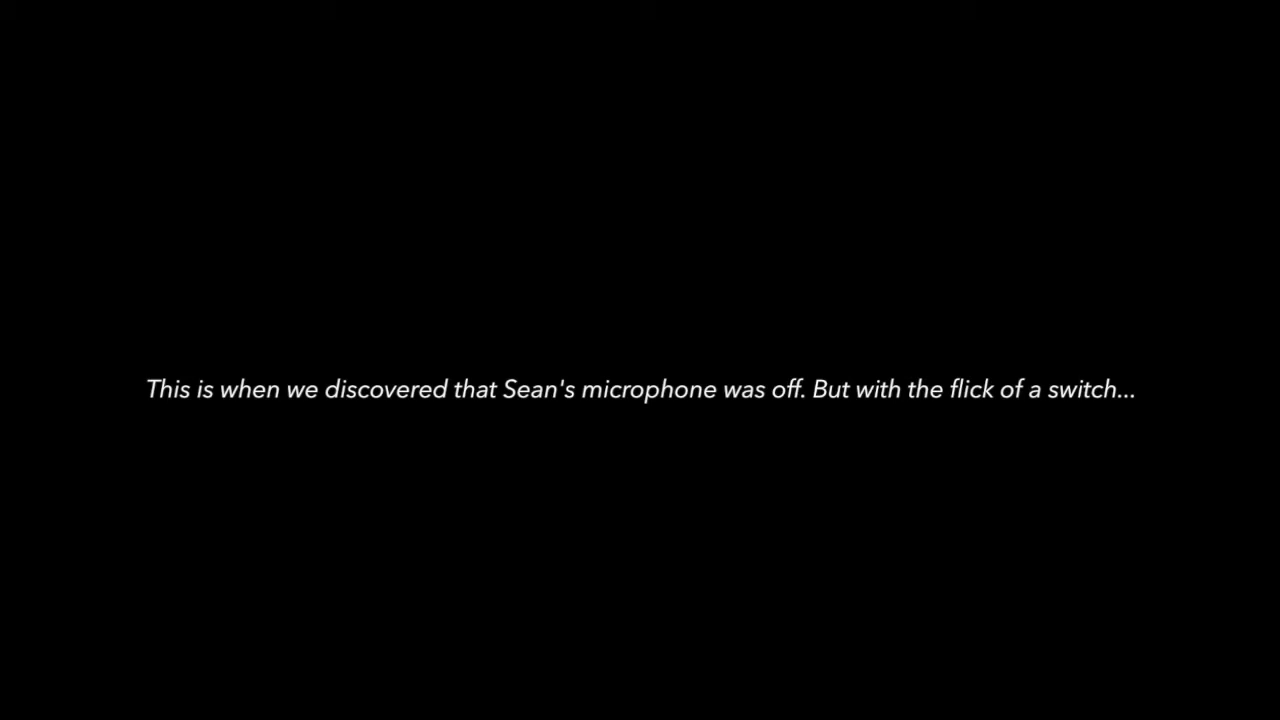 This is when we discovered that Sean's microphone was off. But with the flick of a switch...